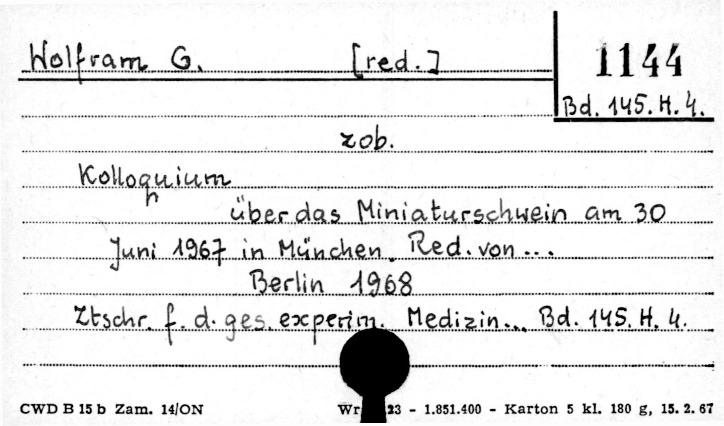 Wolfram G. [red.]
1144
Bd. 145. H. 4.
zob.
Kolloquium
über das Miniaturschwein am 30
Juni 1967 in München. Red. von...
Berlin 1968
Ztschr. f. d. ges. experim. Medizin... Bd. 145. H. 4.
CWD B 15 b Zam. 14/ON Wr 23 - 1.851.400 - Karton 5 kl. 180 g, 15. 2. 67